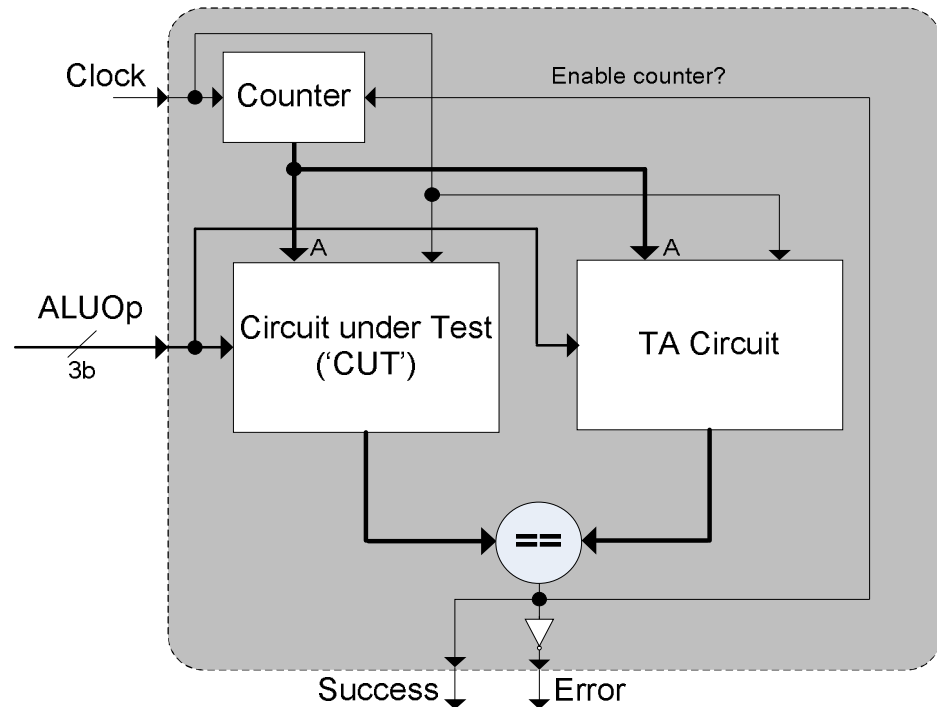 Clock
Counter
Enable counter?
A
A
ALUOp
3b
Circuit under Test
('CUT')
TA Circuit
==
Success
Error